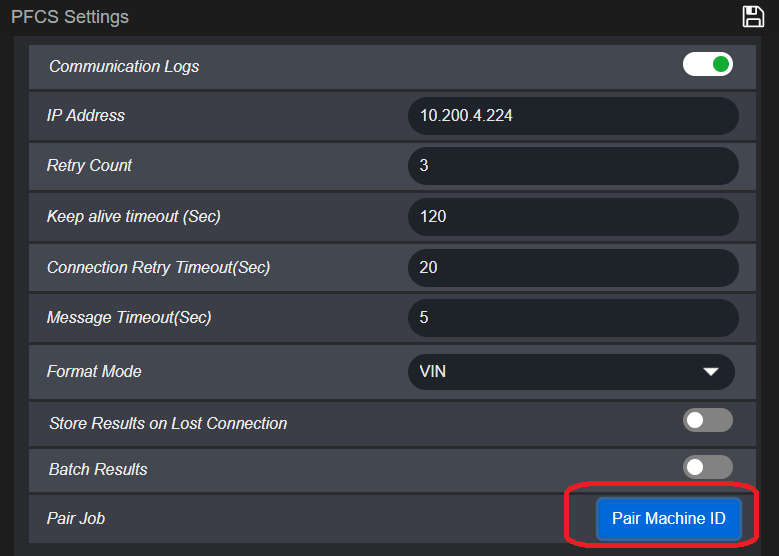 PFCS Settings
Communication Logs
IP Address 10.200.4.224
Retry Count 3
Keep alive timeout (Sec) 120
Connection Retry Timeout(Sec) 20
Message Timeout(Sec) 5
Format Mode VIN
Store Results on Lost Connection
Batch Results
Pair Job Pair Machine ID